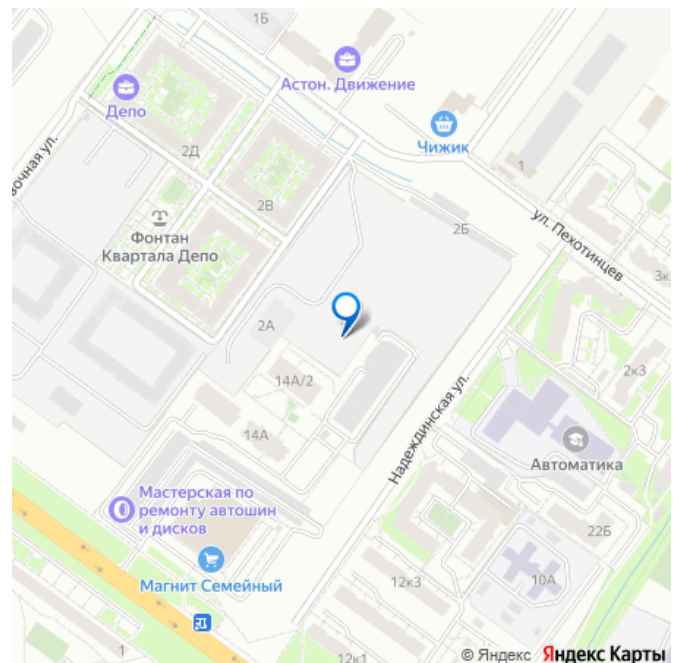 1Б
Астон. Движение
Депо
Чижик
2Д
1
вочная ул.
2В
ул. Пехотинцев
Фонтан
Квартала Депо
2Б
3к
2А
14А/2
2к3
Надеждинская ул.
14А
Автоматика
Мастерская по
ремонту автошин
и дисков
22Б
Магнит Семейный
12к3
10А
1
12к1
© Яндекс Яндекс Карты